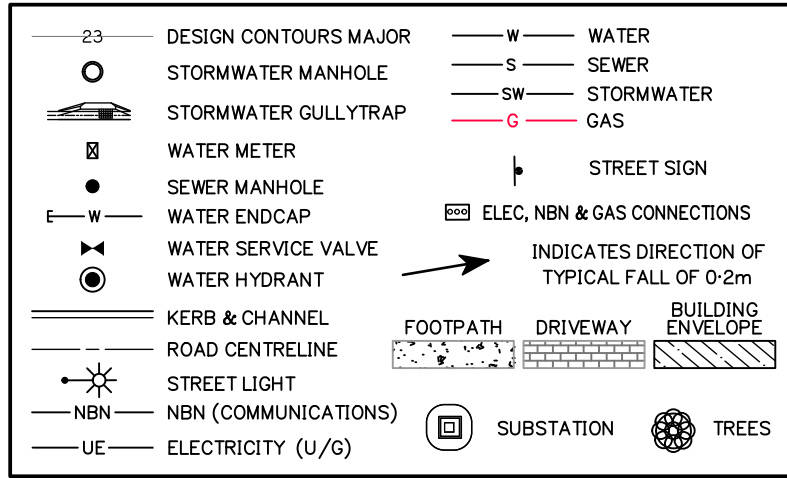 23 DESIGN CONTOURS MAJOR
STORMWATER MANHOLE
STORMWATER GULLYTRAP
WATER METER
SEWER MANHOLE
E W WATER ENDCAP
WATER SERVICE VALVE
WATER HYDRANT
KERB & CHANNEL
ROAD CENTRELINE
STREET LIGHT
NBN NBN (COMMUNICATIONS)
UE ELECTRICITY (U/G)
W WATER
S SEWER
SW STORMWATER
G GAS
STREET SIGN
ELEC, NBN & GAS CONNECTIONS
INDICATES DIRECTION OF
TYPICAL FALL OF 0·2m
FOOTPATH
DRIVEWAY
BUILDING
ENVELOPE
SUBSTATION
TREES